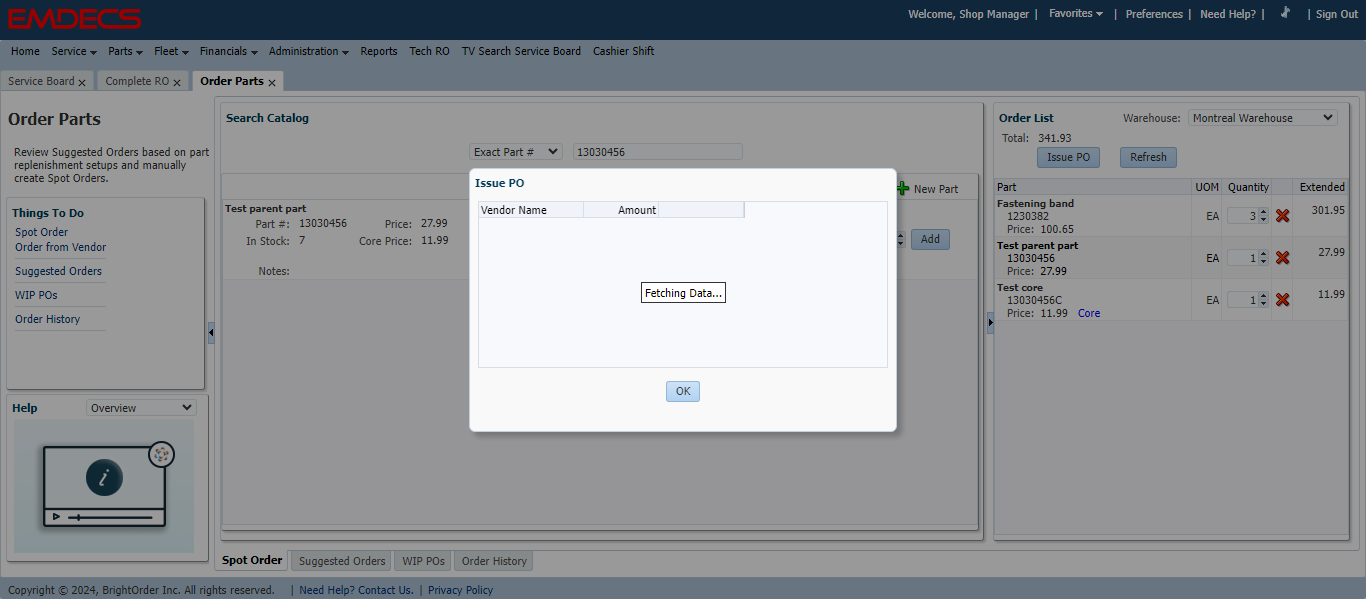 EMDECS
Welcome, Shop Manager | Favorites | Preferences | Need Help? | | Sign Out
Home Service Parts Fleet Financials Administration Reports Tech RO TV Search Service Board Cashier Shift
Service Board x Complete RO x Order Parts x
Order Parts
Review Suggested Orders based on part
replenishment setups and manually
create Spot Orders.
Things To Do
Spot Order
Order from Vendor
Suggested Orders
WIP POs
Order History
Help Overview
i
Search Catalog
Exact Part # 13030456
New Part
Test parent part
Part #: 13030456 Price: 27.99
In Stock: 7 Core Price: 11.99
Add
Notes:
Issue PO
Vendor Name Amount
Fetching Data...
OK
Order List Warehouse: Montreal Warehouse
Total: 341.93
Issue PO Refresh
Part UOM Quantity Extended
Fastening band
1230382 EA 3 301.95
Price: 100.65
Test parent part
13030456 EA 1 27.99
Price: 27.99
Test core
13030456C EA 1 11.99
Price: 11.99 Core
Spot Order Suggested Orders WIP POs Order History
Copyright © 2024, BrightOrder Inc. All rights reserved. | Need Help? Contact Us. | Privacy Policy